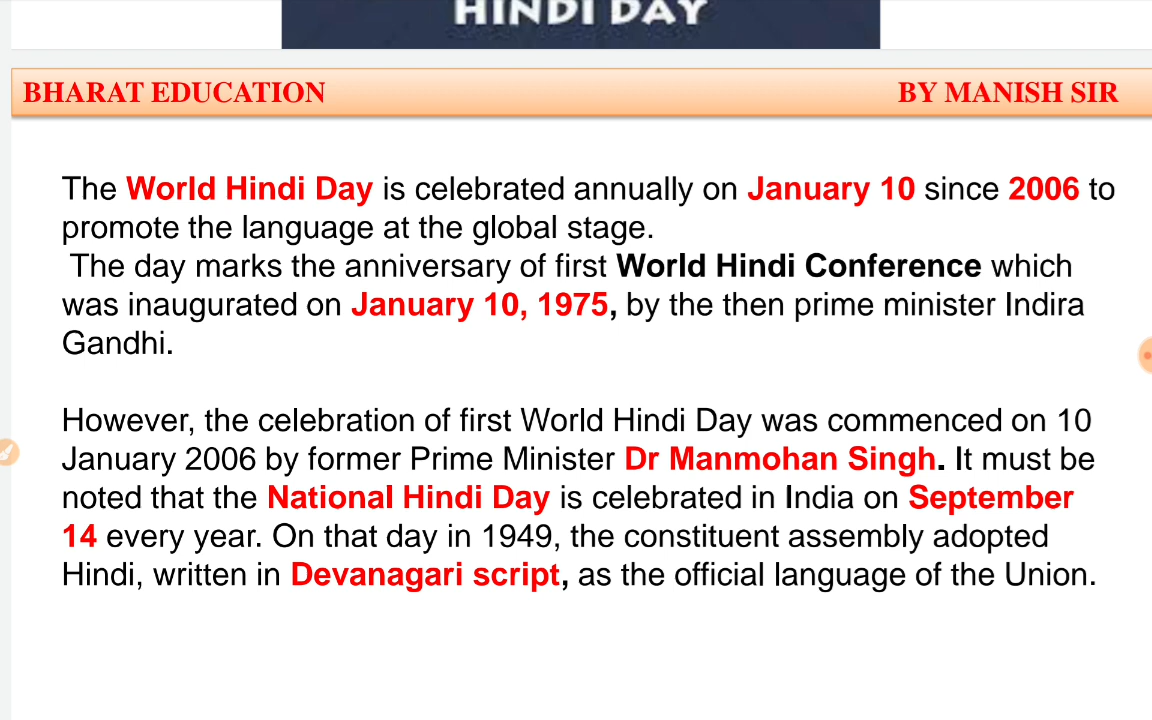 HINDI DAY
BHARAT EDUCATION
BY MANISH SIR
The World Hindi Day is celebrated annually on January 10 since 2006 to
promote the language at the global stage.
The day marks the anniversary of first World Hindi Conference which
was inaugurated on January 10, 1975, by the then prime minister Indira
Gandhi.
However, the celebration of first World Hindi Day was commenced on 10
January 2006 by former Prime Minister Dr Manmohan Singh. It must be
noted that the National Hindi Day is celebrated in India on September
14 every year. On that day in 1949, the constituent assembly adopted
Hindi, written in Devanagari script, as the official language of the Union.